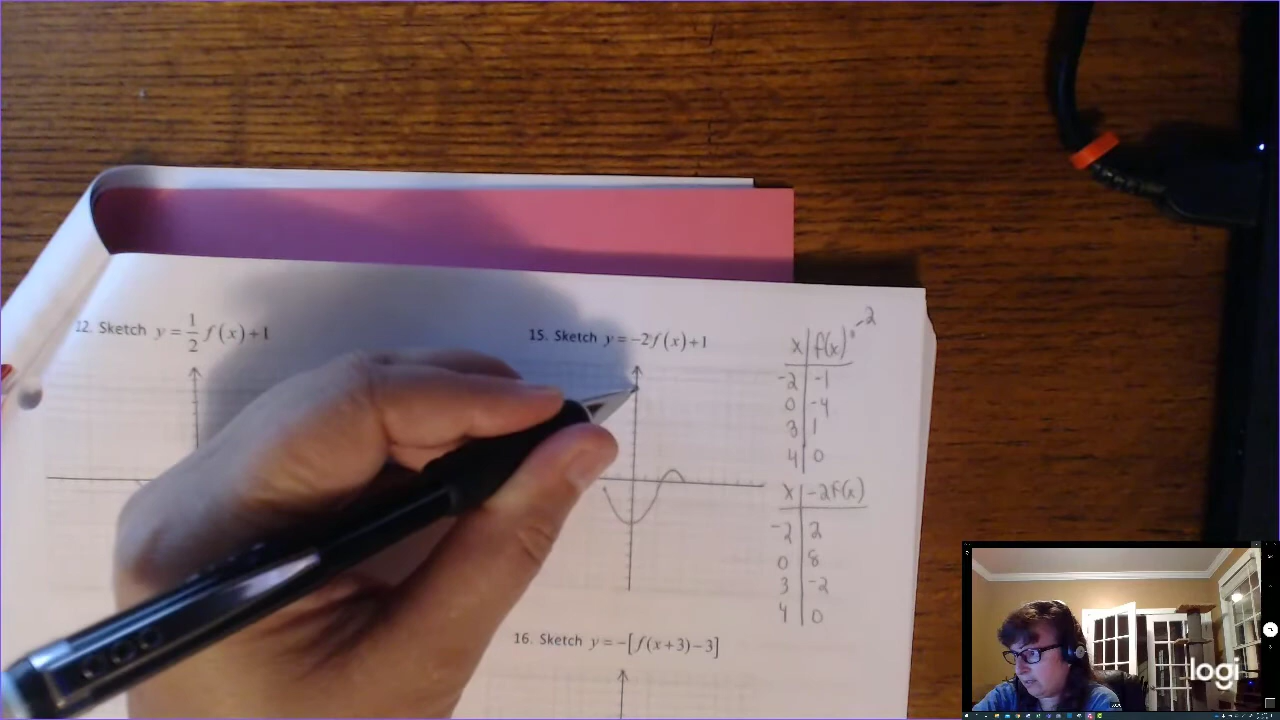 12. Sketch y = 1/2 f(x)+1
15. Sketch y = -2f(x)+1
x | f(x) · -2
-2 | -1
0 | -4
3 | 1
4 | 0
x | -2f(x)
-2 | 2
0 | 8
3 | -2
4 | 0
16. Sketch y = -[f(x+3)-3]
logi